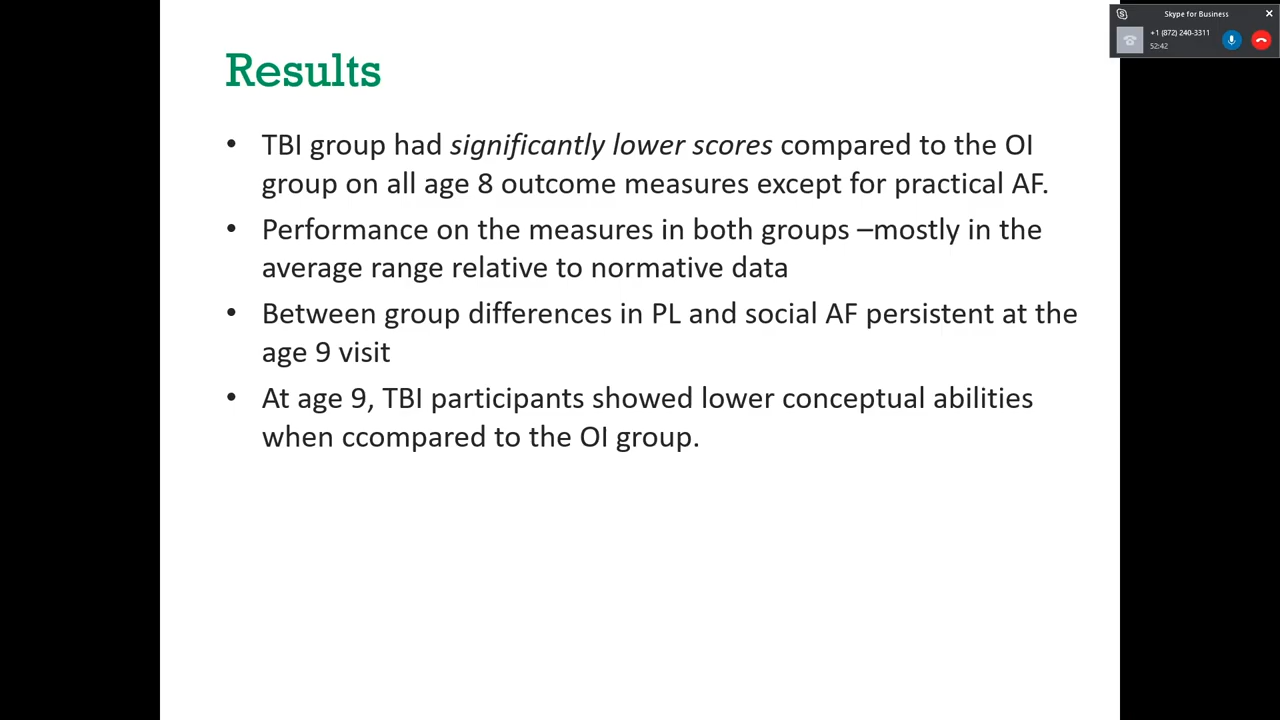 Skype for Business
+1 (872) 240-3311
52:42
Results
• TBI group had significantly lower scores compared to the OI
group on all age 8 outcome measures except for practical AF.
• Performance on the measures in both groups –mostly in the
average range relative to normative data
• Between group differences in PL and social AF persistent at the
age 9 visit
• At age 9, TBI participants showed lower conceptual abilities
when ccompared to the OI group.